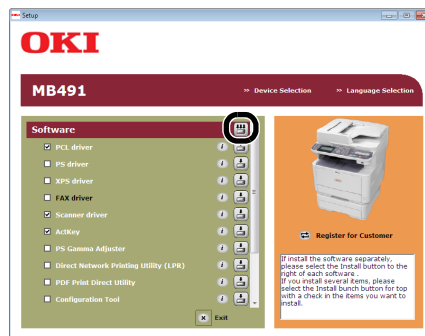 Setup
OKI
MB491
>> Device Selection
>> Language Selection
Software
PCL driver
PS driver
XPS driver
FAX driver
Scanner driver
ActKey
PS Gamma Adjuster
Direct Network Printing Utility (LPR)
PDF Print Direct Utility
Configuration Tool
Exit
Register for Customer
If install the software separately,
please select the Install button to the
right of each software .
If you install several items, please
select the Install bunch button for top
with a check in the items you want to
install.